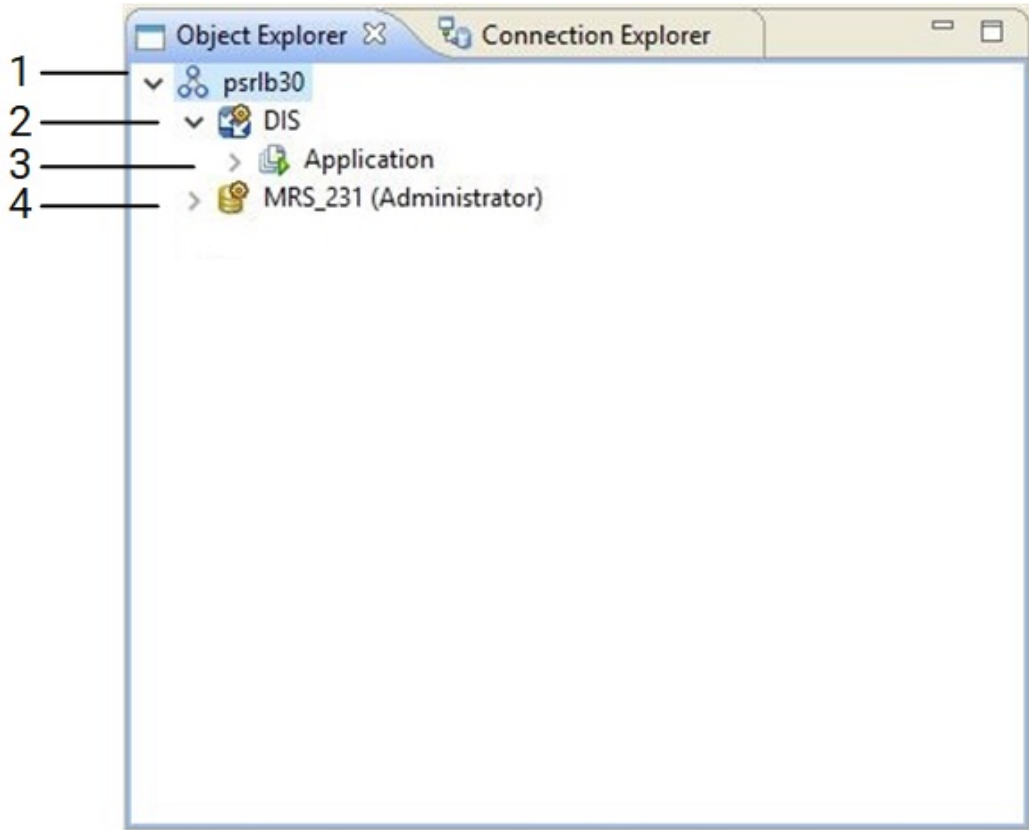 Object Explorer Connection Explorer
1 psrlb30
2 DIS
3 Application
4 MRS_231 (Administrator)